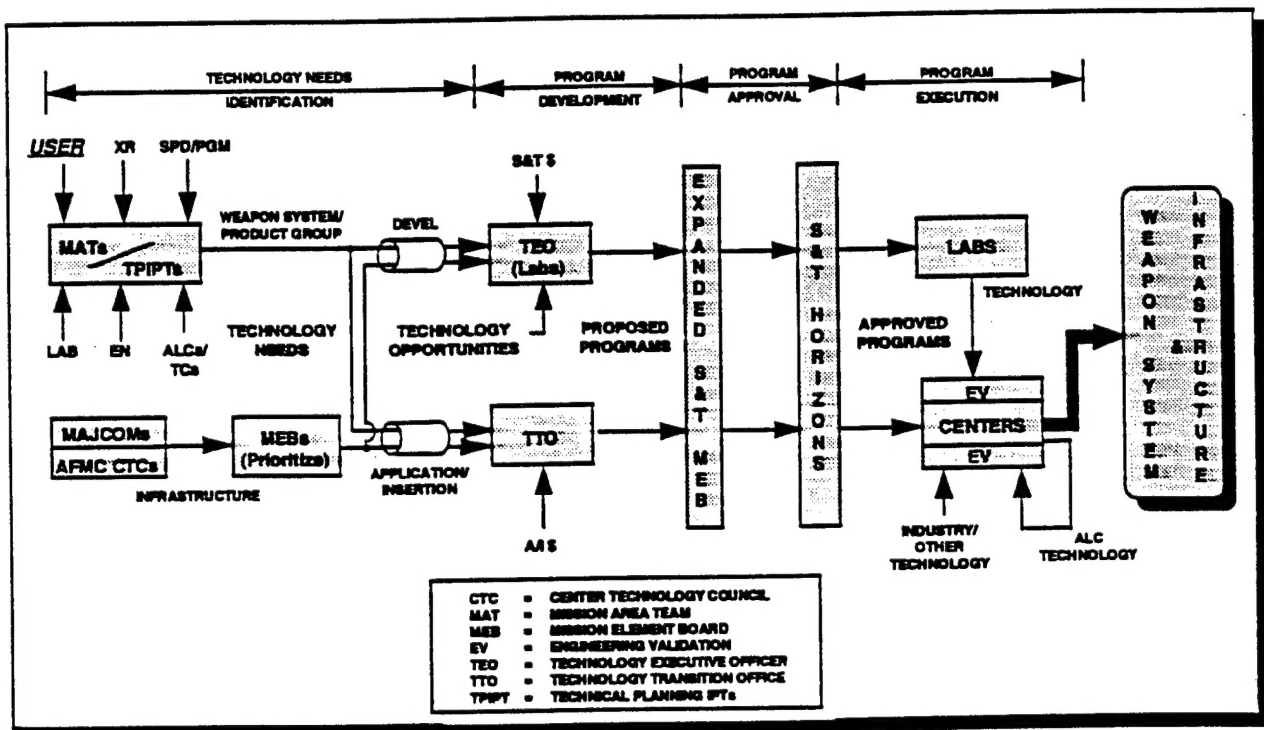 TECHNOLOGY NEEDS
IDENTIFICATION
PROGRAM
DEVELOPMENT
PROGRAM
APPROVAL
PROGRAM
EXECUTION
USER
XR
SPD/PGM
S&T $
WEAPON SYSTEM/
PRODUCT GROUP
DEVEL
MATs
TPIPTs
TEO
(Labs)
LABS
TECHNOLOGY
LAB
EN
ALCs/
TCs
TECHNOLOGY
NEEDS
TECHNOLOGY
OPPORTUNITIES
PROPOSED
PROGRAMS
EXPANDED S&T MEB
S&T HORIZONS
APPROVED
PROGRAMS
WEAPON SYSTEM
&
INFRASTRUCTURE
MAJCOMs
AFMC CTCs
INFRASTRUCTURE
MEBs
(Prioritize)
APPLICATION/
INSERTION
TTO
A/I $
EV
CENTERS
EV
INDUSTRY/
OTHER
TECHNOLOGY
ALC
TECHNOLOGY
CTC = CENTER TECHNOLOGY COUNCIL
MAT = MISSION AREA TEAM
MEB = MISSION ELEMENT BOARD
EV = ENGINEERING VALIDATION
TEO = TECHNOLOGY EXECUTIVE OFFICER
TTO = TECHNOLOGY TRANSITION OFFICE
TPIPT = TECHNICAL PLANNING IPTs